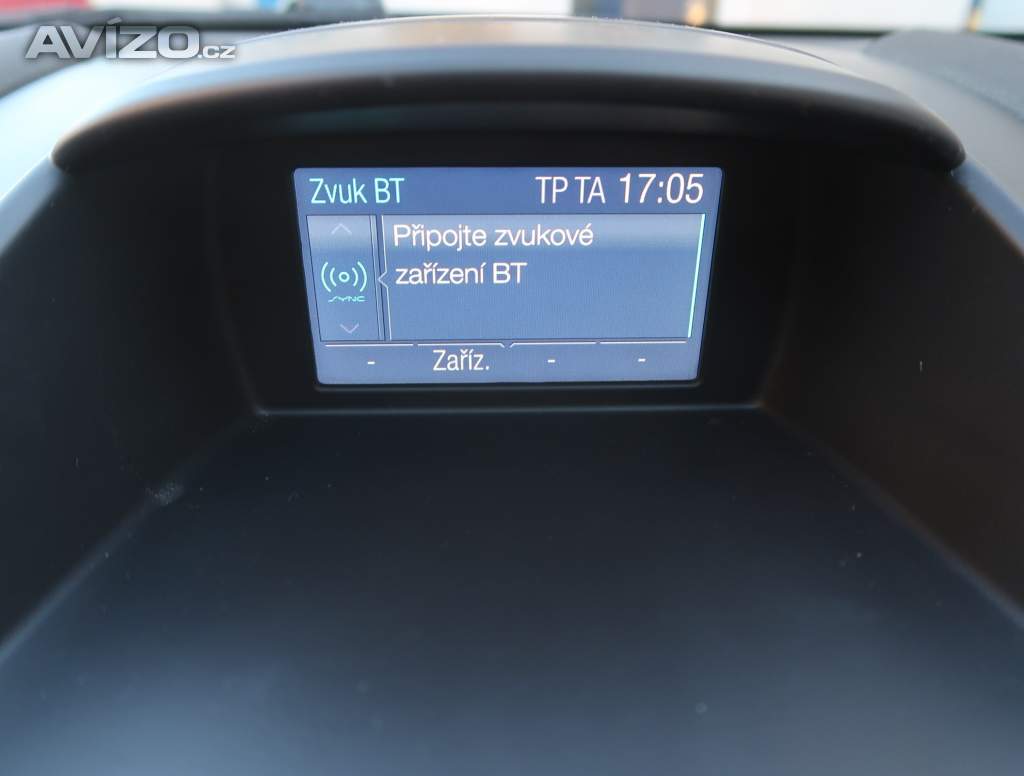 AVÍZO.cz
Zvuk BT TP TA 17:05
Připojte zvukové
zařízení BT
SYNC
- Zaříz. - -